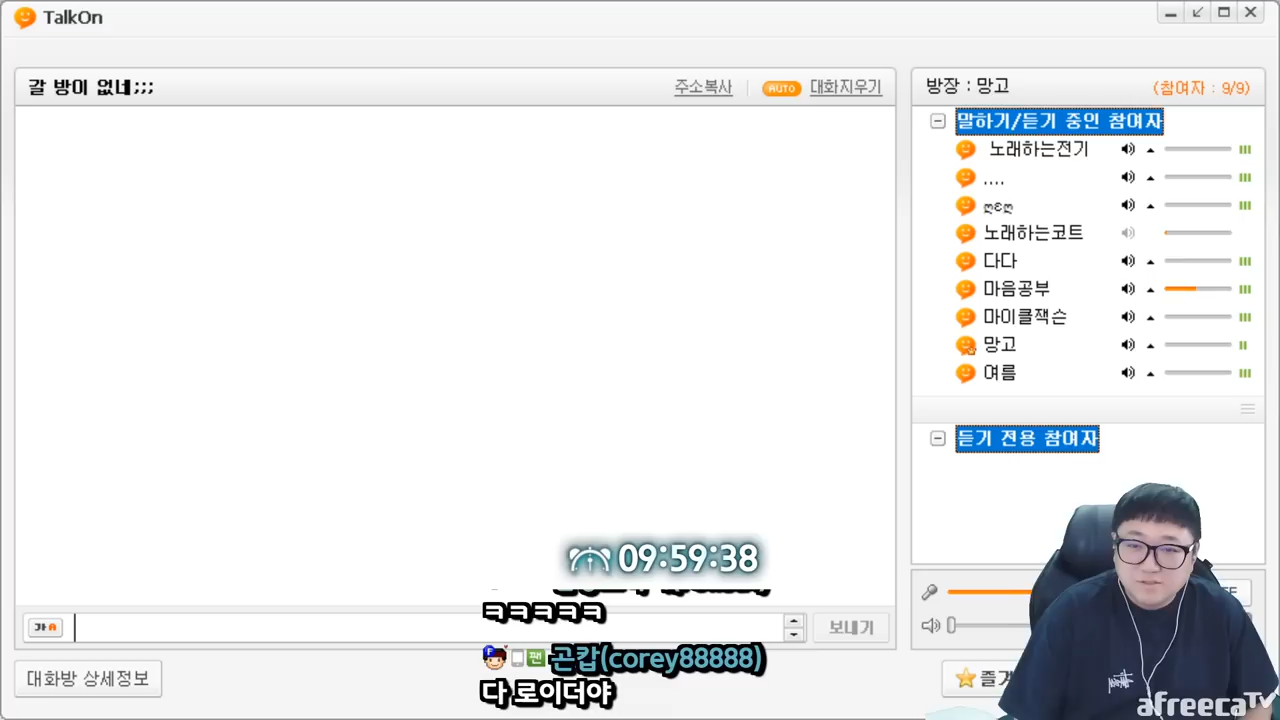 TalkOn
갈 방이 없네;;;
주소복사
AUTO
대화지우기
방장 : 망고
(참여자 : 9/9)
말하기/듣기 중인 참여자
노래하는전기
....
ღεღ
노래하는코트
다다
마음공부
마이클잭슨
망고
여름
듣기 전용 참여자
09:59:38
ㅋㅋㅋㅋㅋ
가A
보내기
F
팬
곤캅(corey88888)
다 로이더야
대화방 상세정보
afreecaTV